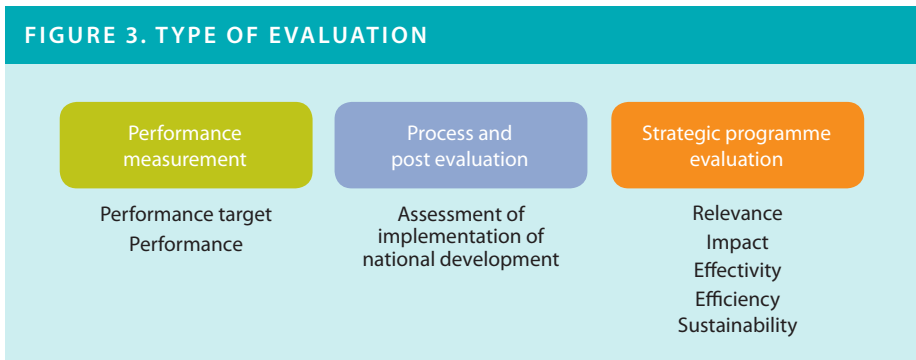 FIGURE 3. TYPE OF EVALUATION
Performance
measurement
Performance target
Performance
Process and
post evaluation
Assessment of
implementation of
national development
Strategic programme
evaluation
Relevance
Impact
Effectivity
Efficiency
Sustainability